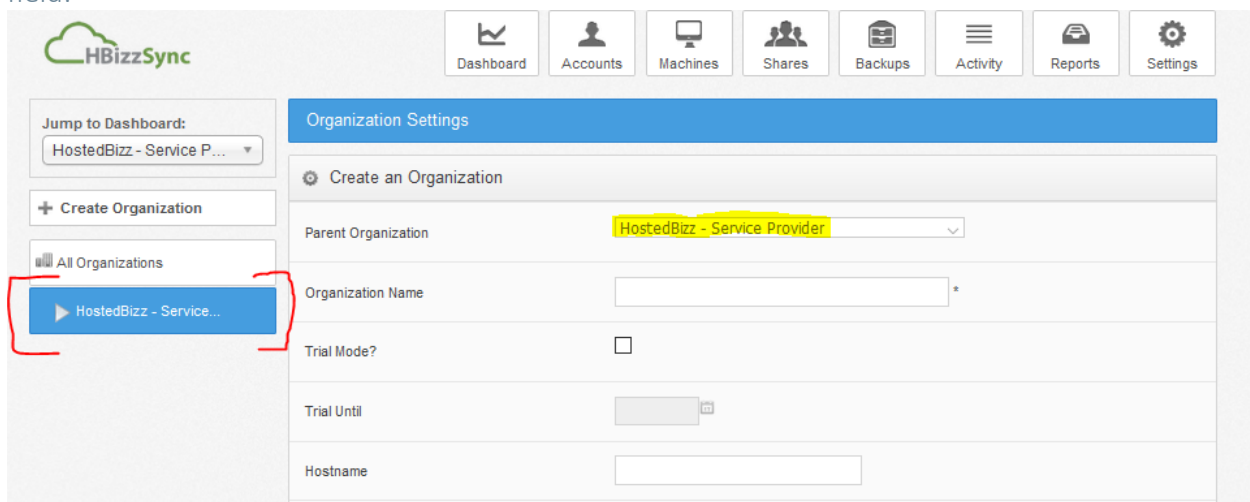 HBizzSync
Dashboard Accounts Machines Shares Backups Activity Reports Settings
Jump to Dashboard:
HostedBizz - Service P...
+ Create Organization
All Organizations
HostedBizz - Service...
Organization Settings
Create an Organization
Parent Organization HostedBizz - Service Provider
Organization Name *
Trial Mode?
Trial Until
Hostname